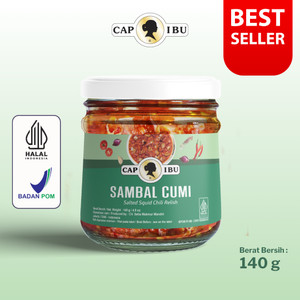 CAP IBU
BEST
SELLER
HALAL
INDONESIA
BADAN POM
CAP IBU
SAMBAL CUMI
Salted Squid Chili Relish
Berat Bersih :
140 g